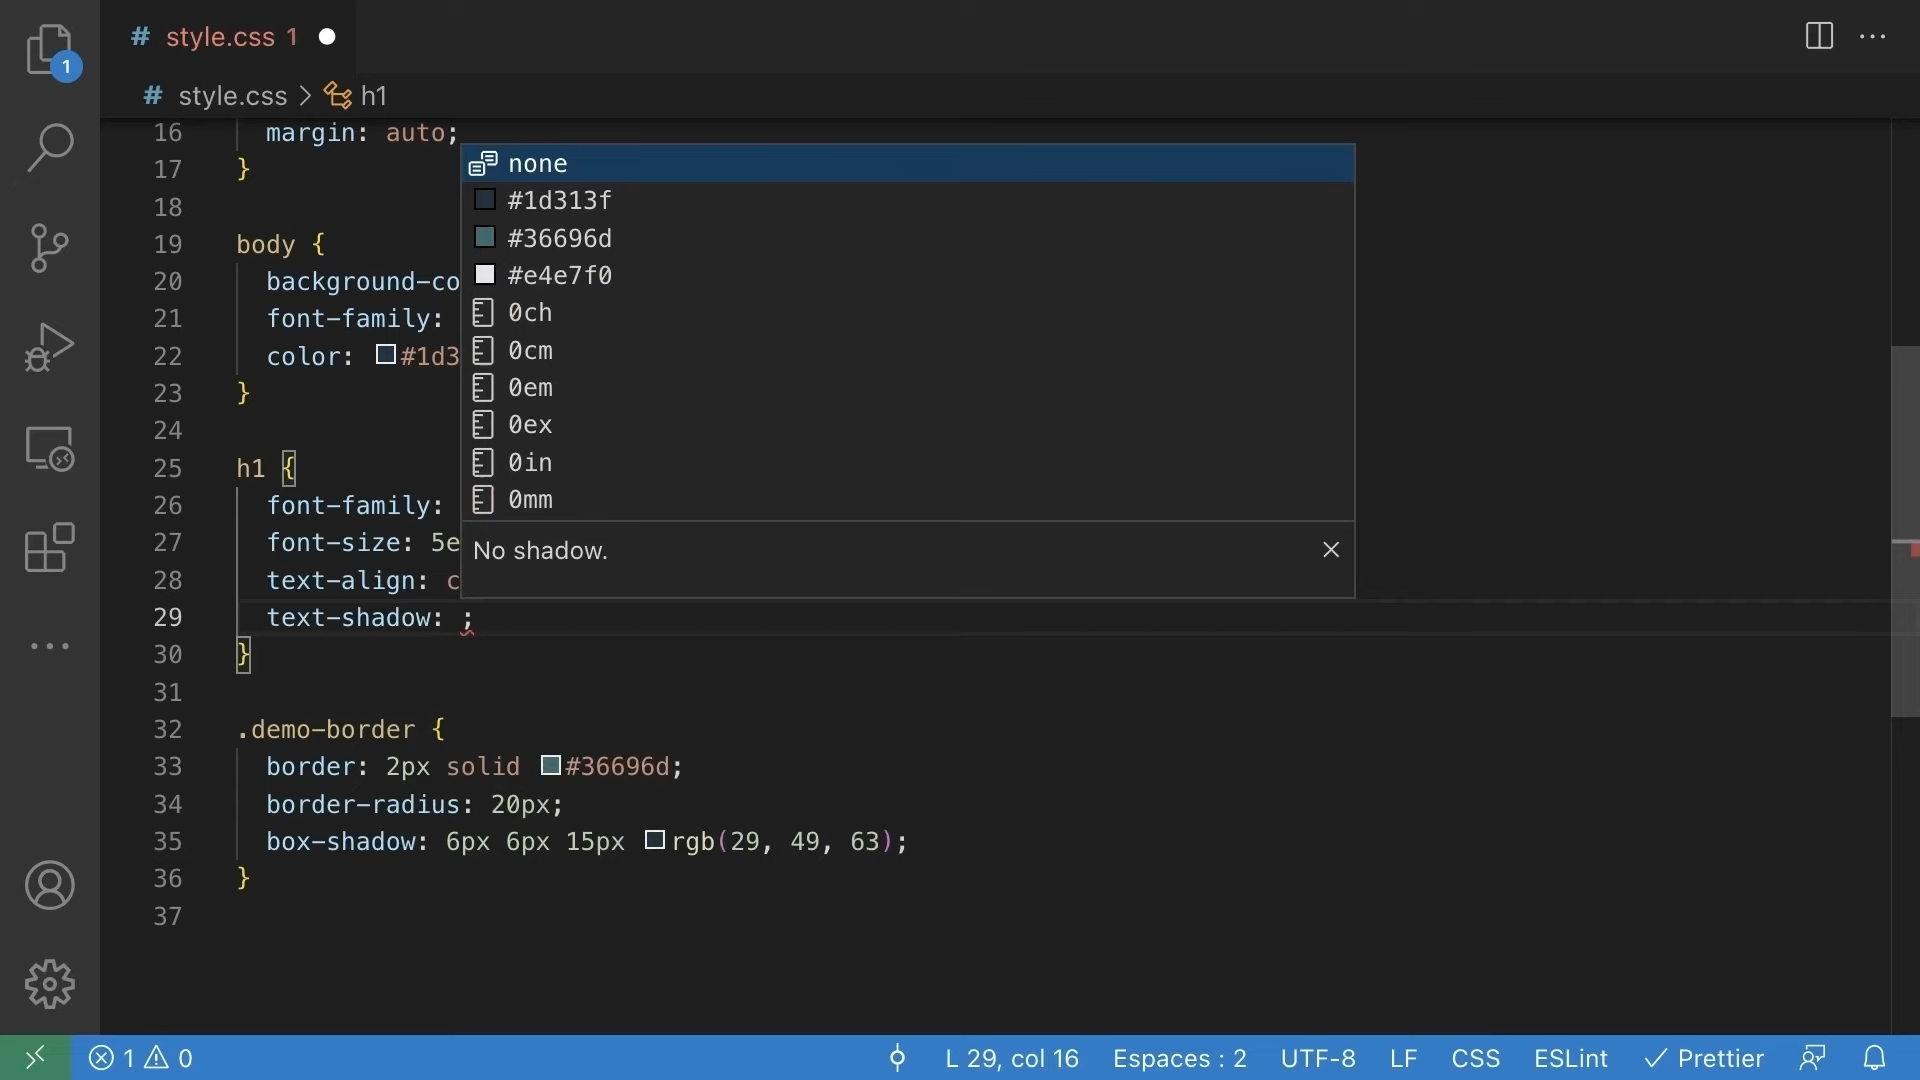 # style.css 1
# style.css > h1
1
16 margin: auto;
17 }
18
19 body {
20 background-co
21 font-family:
22 color: #1d3
23 }
24
25 h1 {
26 font-family:
27 font-size: 5e
28 text-align: c
29 text-shadow: ;
30 }
31
32 .demo-border {
33 border: 2px solid #36696d;
34 border-radius: 20px;
35 box-shadow: 6px 6px 15px rgb(29, 49, 63);
36 }
37
none
#1d313f
#36696d
#e4e7f0
0ch
0cm
0em
0ex
0in
0mm
No shadow.
1 0 L 29, col 16 Espaces : 2 UTF-8 LF CSS ESLint Prettier